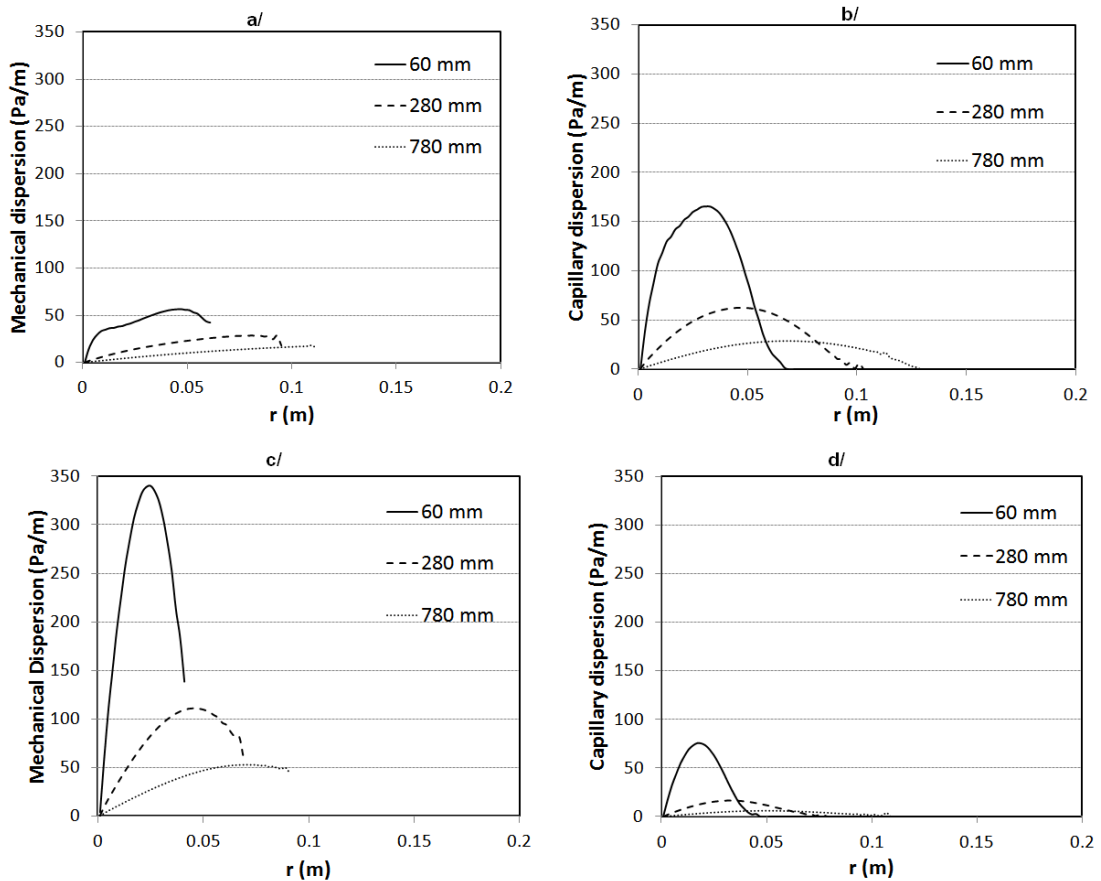 a/
Mechanical dispersion (Pa/m)
350
300
250
200
150
100
50
0
60 mm
280 mm
780 mm
0
0.05
0.1
0.15
0.2
r (m)
b/
Capillary dispersion (Pa/m)
350
300
250
200
150
100
50
0
60 mm
280 mm
780 mm
0
0.05
0.1
0.15
0.2
r (m)
c/
Mechanical Dispersion (Pa/m)
350
300
250
200
150
100
50
0
60 mm
280 mm
780 mm
0
0.05
0.1
0.15
0.2
r (m)
d/
Capillary dispersion (Pa/m)
350
300
250
200
150
100
50
0
60 mm
280 mm
780 mm
0
0.05
0.1
0.15
0.2
r (m)